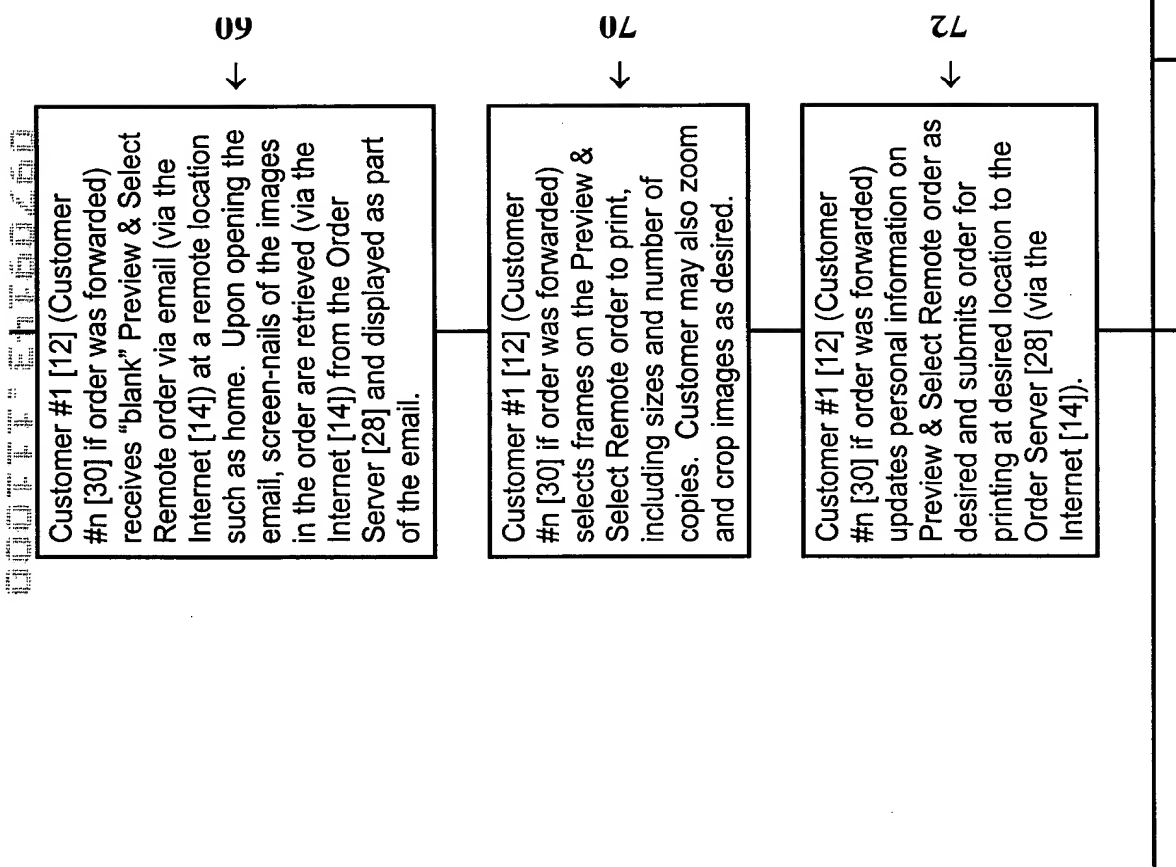 Customer #1 [12] (Customer
#n [30] if order was forwarded)
receives "blank" Preview & Select
Remote order via email (via the
Internet [14]) at a remote location
such as home. Upon opening the
email, screen-nails of the images
in the order are retrieved (via the
Internet [14]) from the Order
Server [28] and displayed as part
of the email.
60
Customer #1 [12] (Customer
#n [30] if order was forwarded)
selects frames on the Preview &
Select Remote order to print,
including sizes and number of
copies. Customer may also zoom
and crop images as desired.
70
Customer #1 [12] (Customer
#n [30] if order was forwarded)
updates personal information on
Preview & Select Remote order as
desired and submits order for
printing at desired location to the
Order Server [28] (via the
Internet [14]).
72